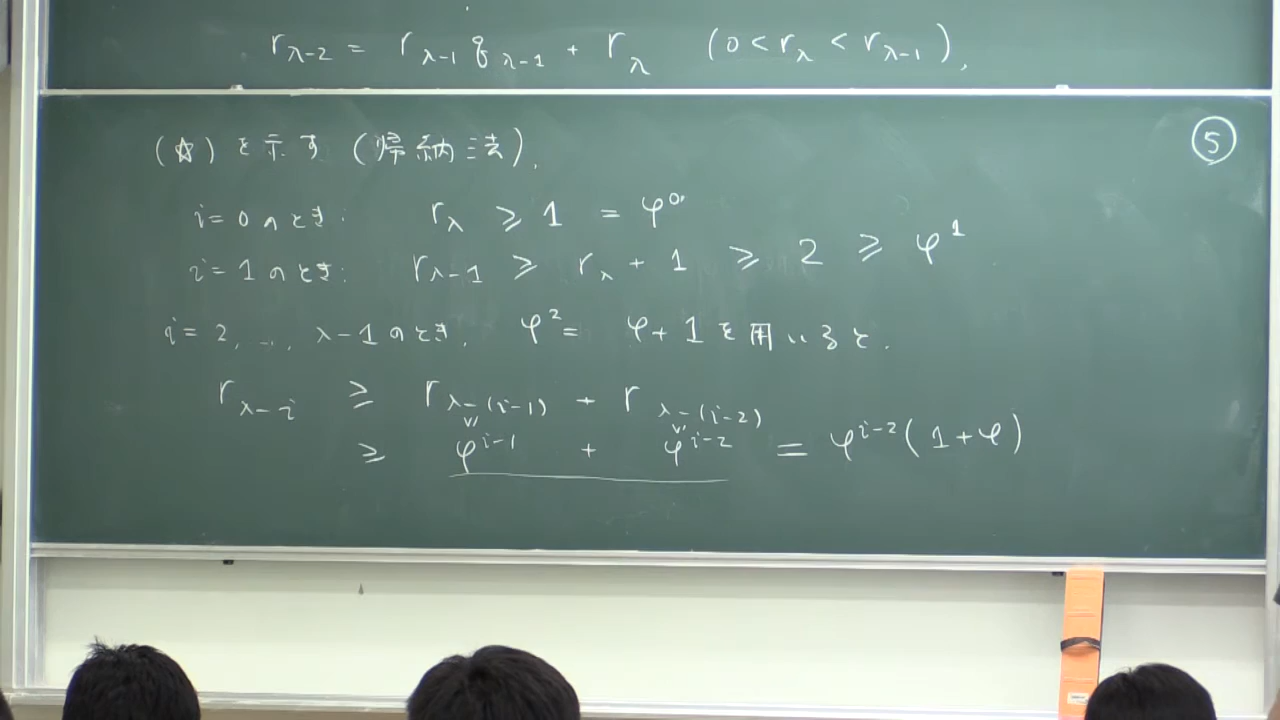 r_{λ-2} = r_{λ-1} q_{λ-1} + r_λ (0 < r_λ < r_{λ-1}),
⑤
(☆) を示す (帰納法),
i=0 のとき: r_λ ≥ 1 = φ^0
i=1 のとき: r_{λ-1} ≥ r_λ + 1 ≥ 2 ≥ φ^1
i=2, ..., λ-1 のとき, φ^2 = φ+1 を用いると,
r_{λ-i} ≥ r_{λ-(i-1)} + r_{λ-(i-2)}
≥ φ^{i-1} + φ^{i-2} = φ^{i-2}(1+φ)